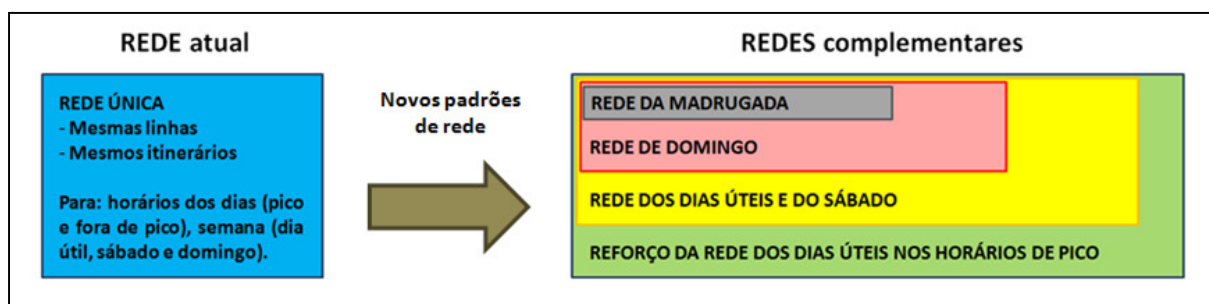 REDE atual
REDE ÚNICA
- Mesmas linhas
- Mesmos itinerários
Para: horários dos dias (pico
e fora de pico), semana (dia
útil, sábado e domingo).
Novos padrões
de rede
REDES complementares
REDE DA MADRUGADA
REDE DE DOMINGO
REDE DOS DIAS ÚTEIS E DO SÁBADO
REFORÇO DA REDE DOS DIAS ÚTEIS NOS HORÁRIOS DE PICO